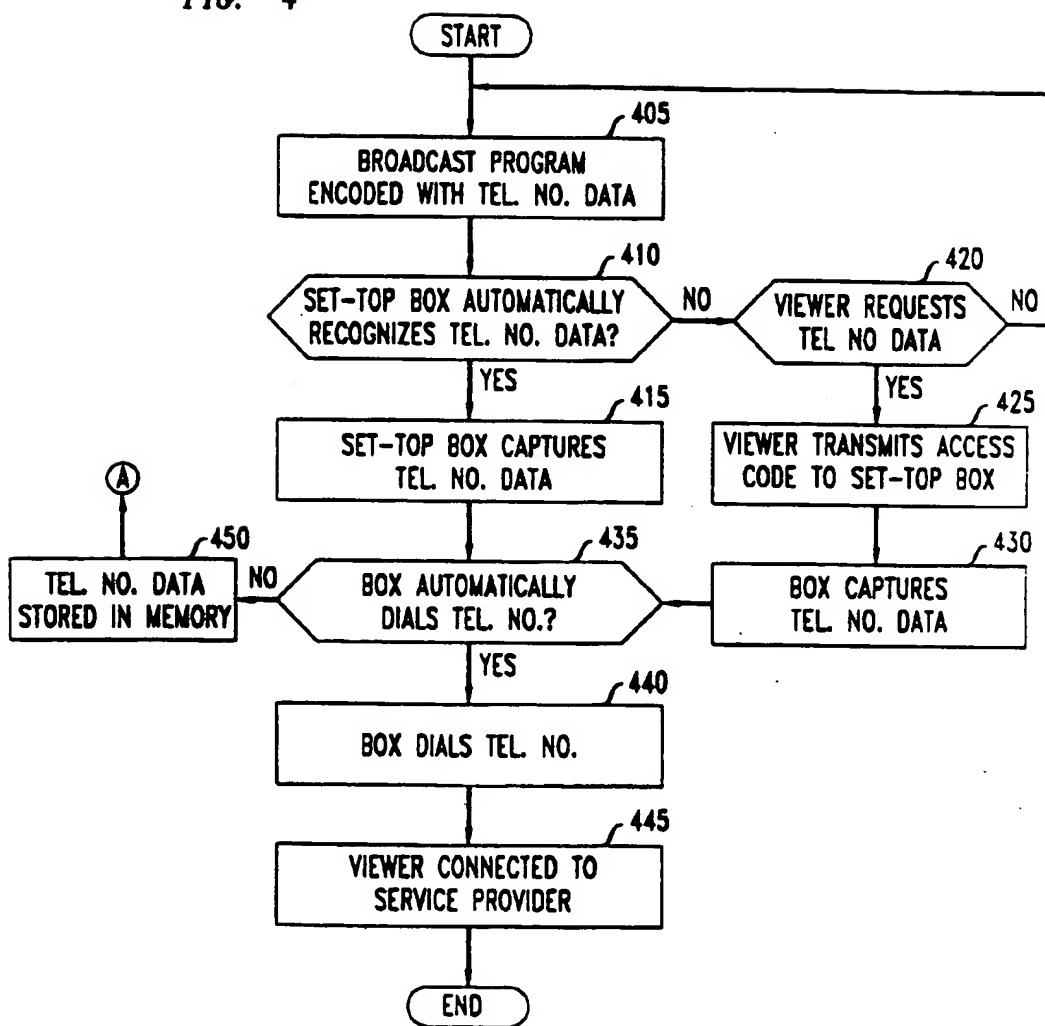 FIG. 4
START
405
BROADCAST PROGRAM
ENCODED WITH TEL. NO. DATA
410
SET-TOP BOX AUTOMATICALLY
RECOGNIZES TEL. NO. DATA?
NO
420
VIEWER REQUESTS
TEL NO DATA
NO
YES
415
SET-TOP BOX CAPTURES
TEL. NO. DATA
YES
425
VIEWER TRANSMITS ACCESS
CODE TO SET-TOP BOX
A
450
TEL. NO. DATA
STORED IN MEMORY
NO
435
BOX AUTOMATICALLY
DIALS TEL. NO.?
430
BOX CAPTURES
TEL. NO. DATA
YES
440
BOX DIALS TEL. NO.
445
VIEWER CONNECTED TO
SERVICE PROVIDER
END